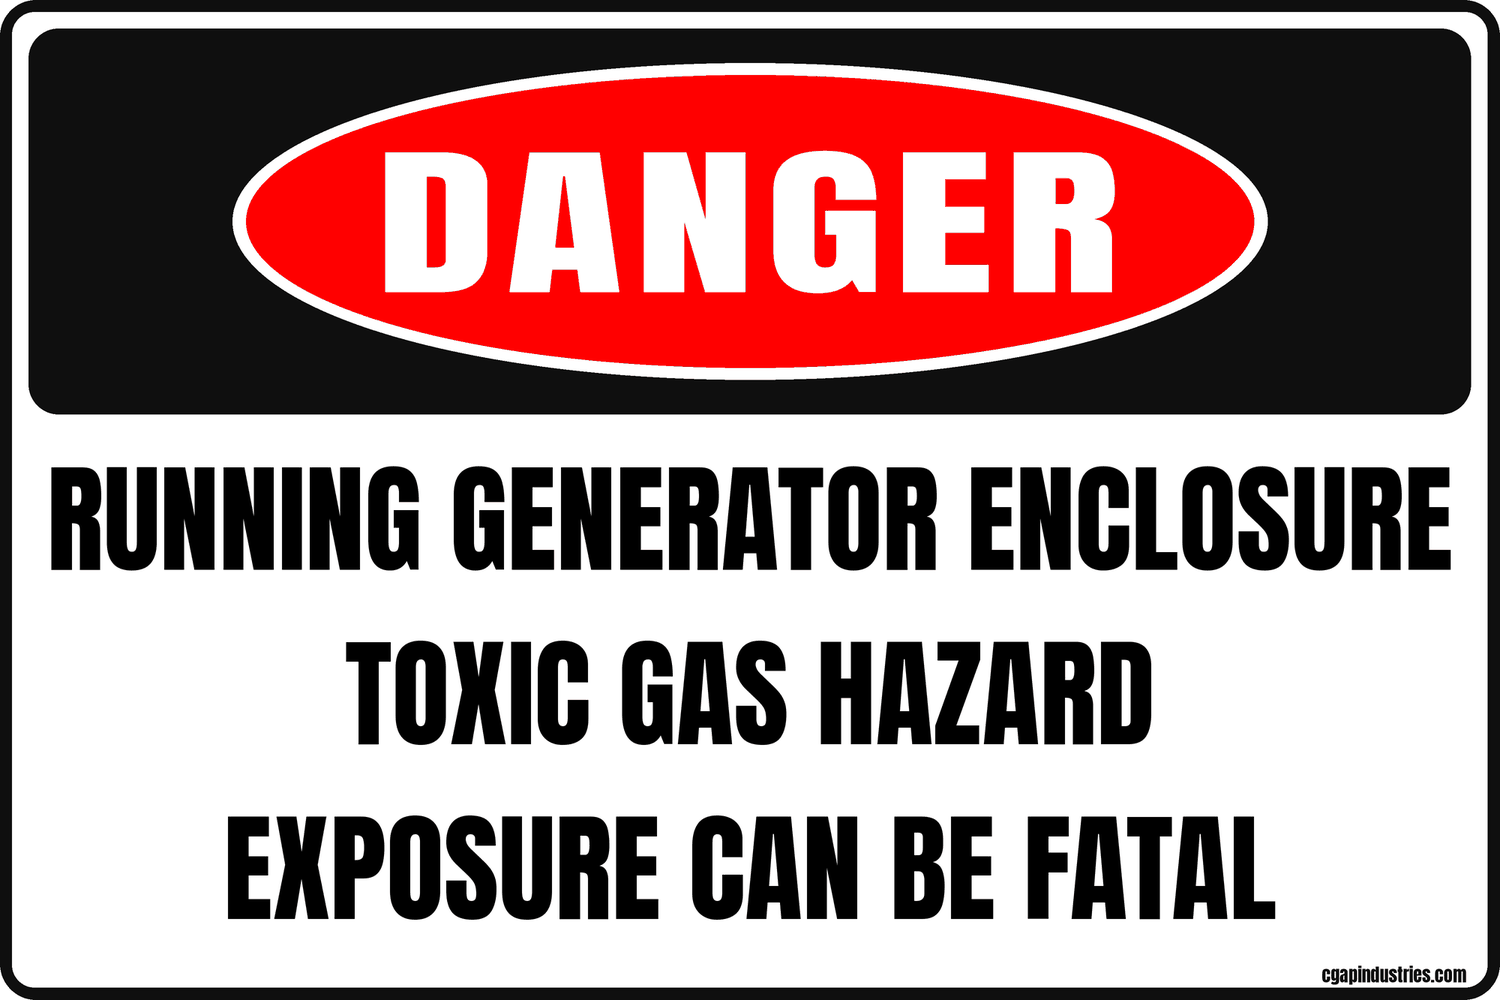 DANGER
RUNNING GENERATOR ENCLOSURE
TOXIC GAS HAZARD
EXPOSURE CAN BE FATAL
cgapindustries.com